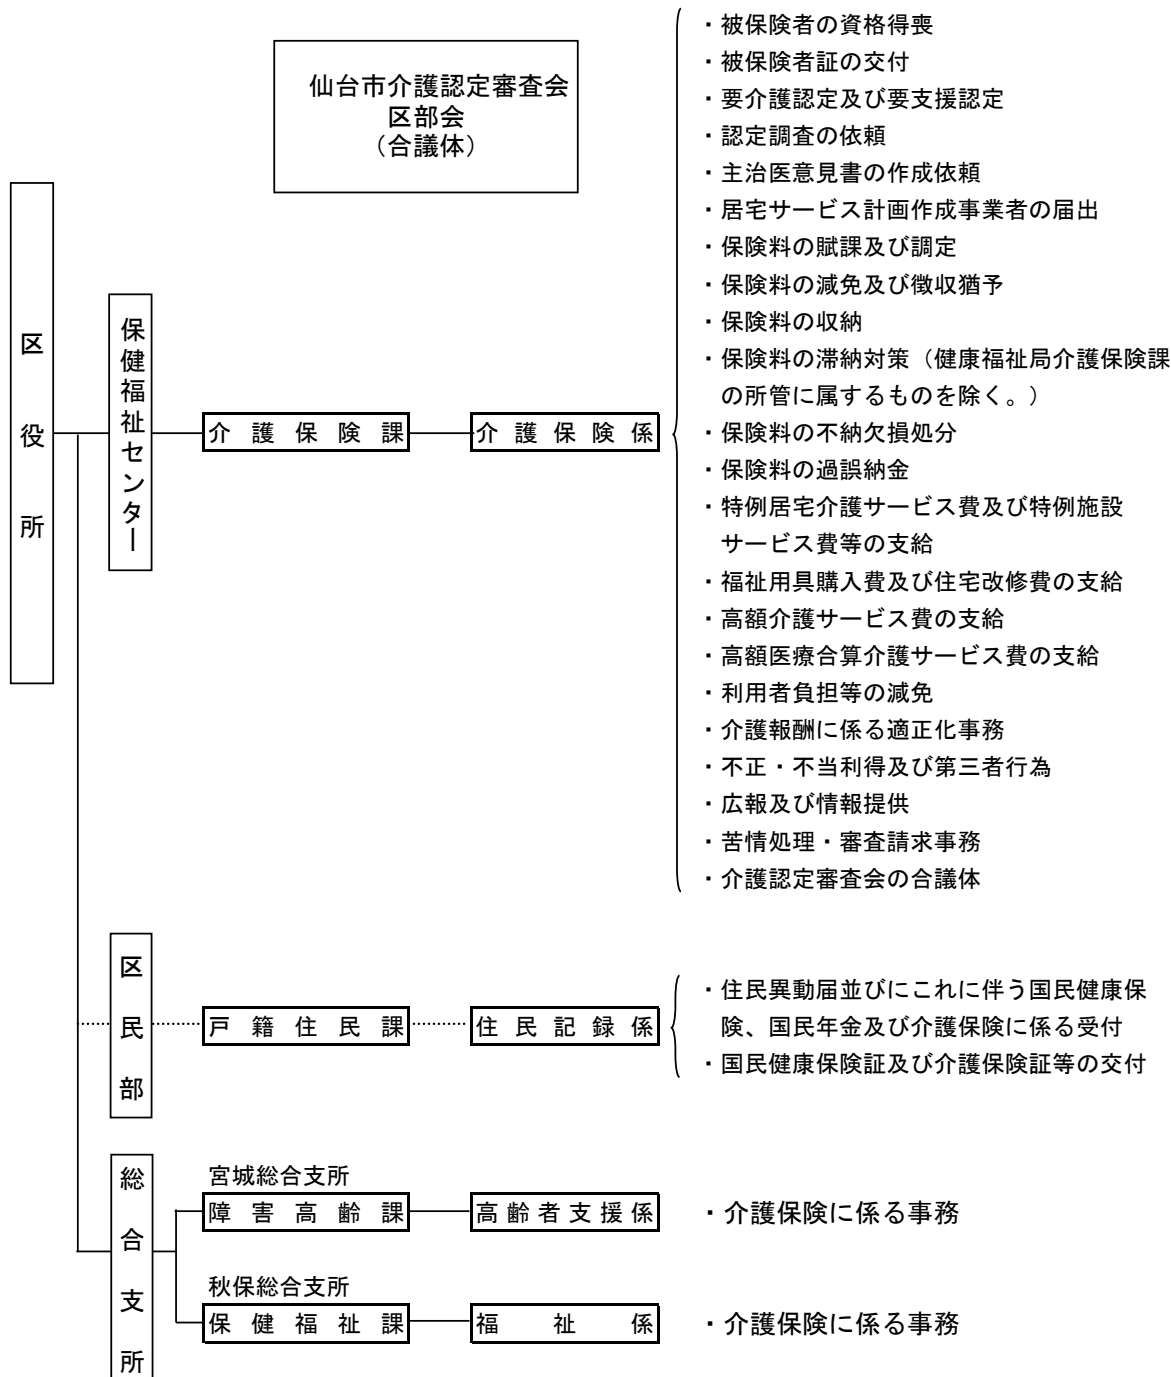 仙台市介護認定審査会
区部会
（合議体）
区役所
保健福祉センター
介護保険課
介護保険係
・被保険者の資格得喪
・被保険者証の交付
・要介護認定及び要支援認定
・認定調査の依頼
・主治医意見書の作成依頼
・居宅サービス計画作成事業者の届出
・保険料の賦課及び調定
・保険料の減免及び徴収猶予
・保険料の収納
・保険料の滞納対策（健康福祉局介護保険課
の所管に属するものを除く。）
・保険料の不納欠損処分
・保険料の過誤納金
・特例居宅介護サービス費及び特例施設
サービス費等の支給
・福祉用具購入費及び住宅改修費の支給
・高額介護サービス費の支給
・高額医療合算介護サービス費の支給
・利用者負担等の減免
・介護報酬に係る適正化事務
・不正・不当利得及び第三者行為
・広報及び情報提供
・苦情処理・審査請求事務
・介護認定審査会の合議体
区民部
戸籍住民課
住民記録係
・住民異動届並びにこれに伴う国民健康保
険、国民年金及び介護保険に係る受付
・国民健康保険証及び介護保険証等の交付
総合支所
宮城総合支所
障害高齢課
高齢者支援係
・介護保険に係る事務
秋保総合支所
保健福祉課
福祉係
・介護保険に係る事務